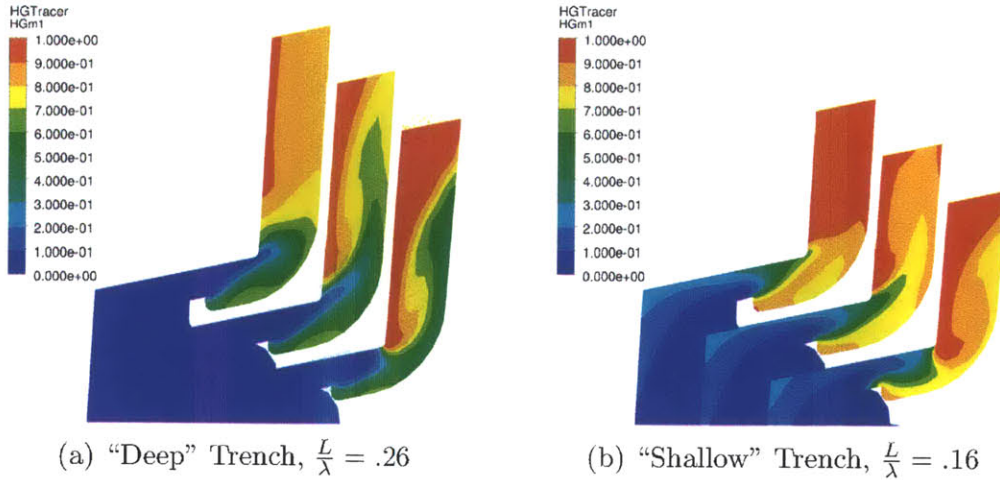 HGTracer
HGm1
1.000e+00
9.000e-01
8.000e-01
7.000e-01
6.000e-01
5.000e-01
4.000e-01
3.000e-01
2.000e-01
1.000e-01
0.000e+00
(a) “Deep” Trench, L/λ = .26
HGTracer
HGm1
1.000e+00
9.000e-01
8.000e-01
7.000e-01
6.000e-01
5.000e-01
4.000e-01
3.000e-01
2.000e-01
1.000e-01
0.000e+00
(b) “Shallow” Trench, L/λ = .16